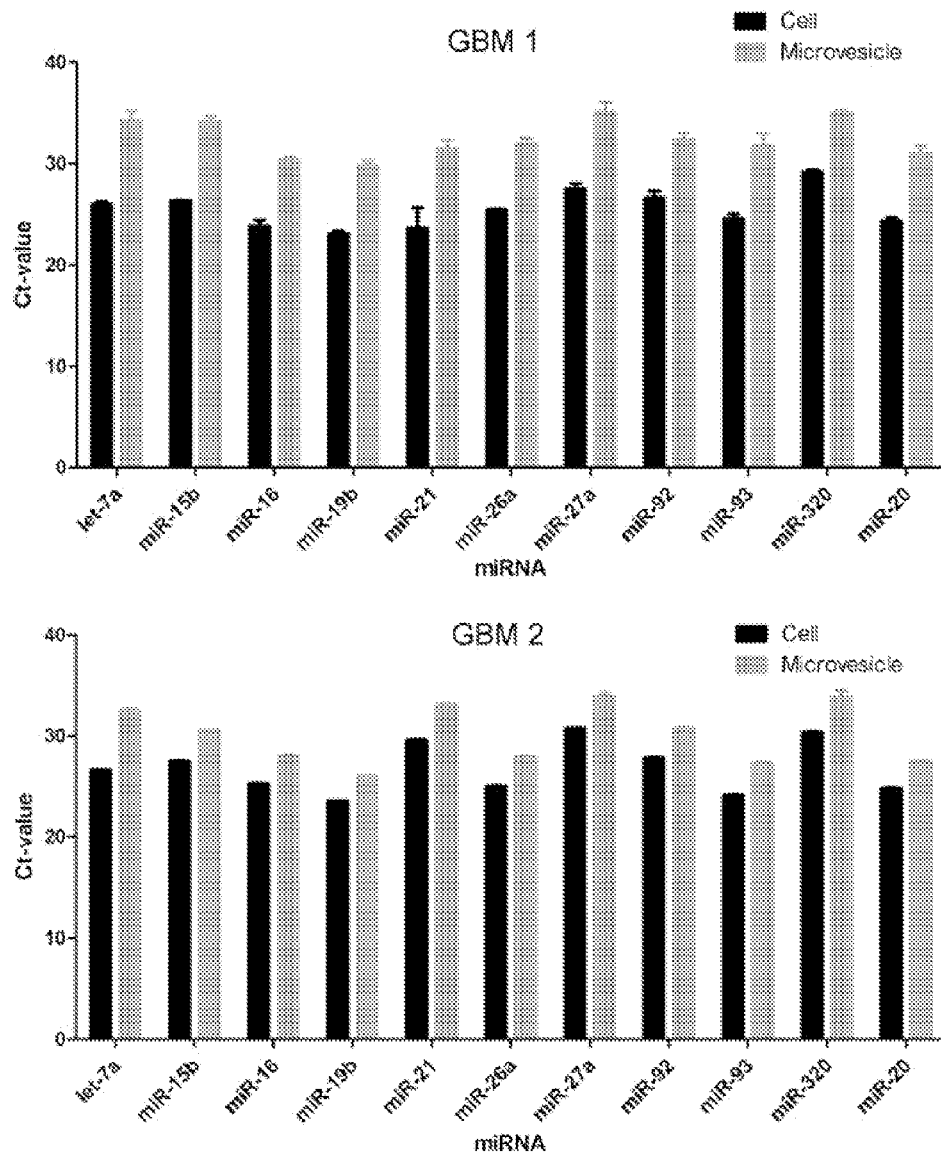 GBM 1
Cell
Microvesicle
40
30
20
10
0
Ct-value
let-7a
miR-15b
miR-16
miR-19b
miR-21
miR-26a
miR-27a
miR-92
miR-93
miR-320
miR-20
miRNA
GBM 2
Cell
Microvesicle
40
30
20
10
0
Ct-value
let-7a
miR-15b
miR-16
miR-19b
miR-21
miR-26a
miR-27a
miR-92
miR-93
miR-320
miR-20
miRNA